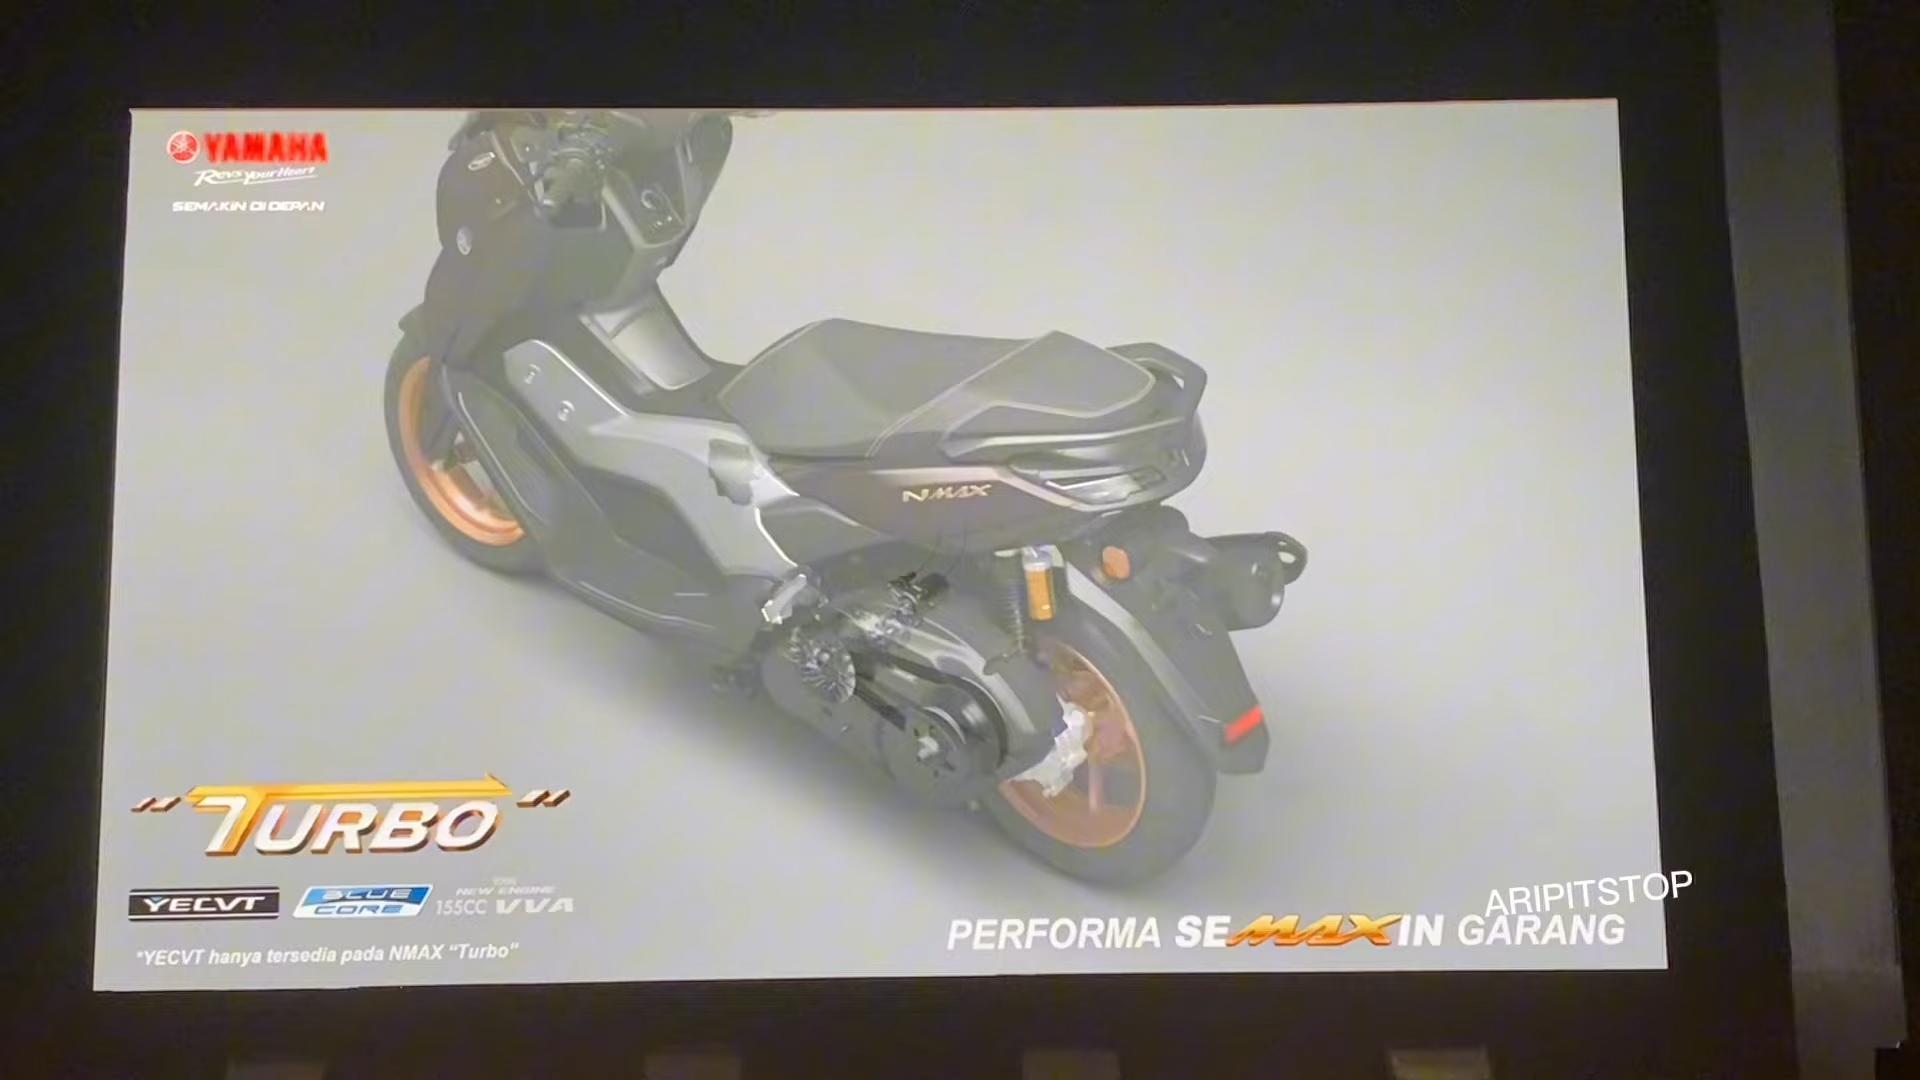 YAMAHA
Revs Your Heart
SEMAKIN DI DEPAN
NMAX
"TURBO"
YECVT
BLUE CORE
NEW ENGINE
155CC VVA
*YECVT hanya tersedia pada NMAX "Turbo"
ARIPITSTOP
PERFORMA SEMAXIN GARANG